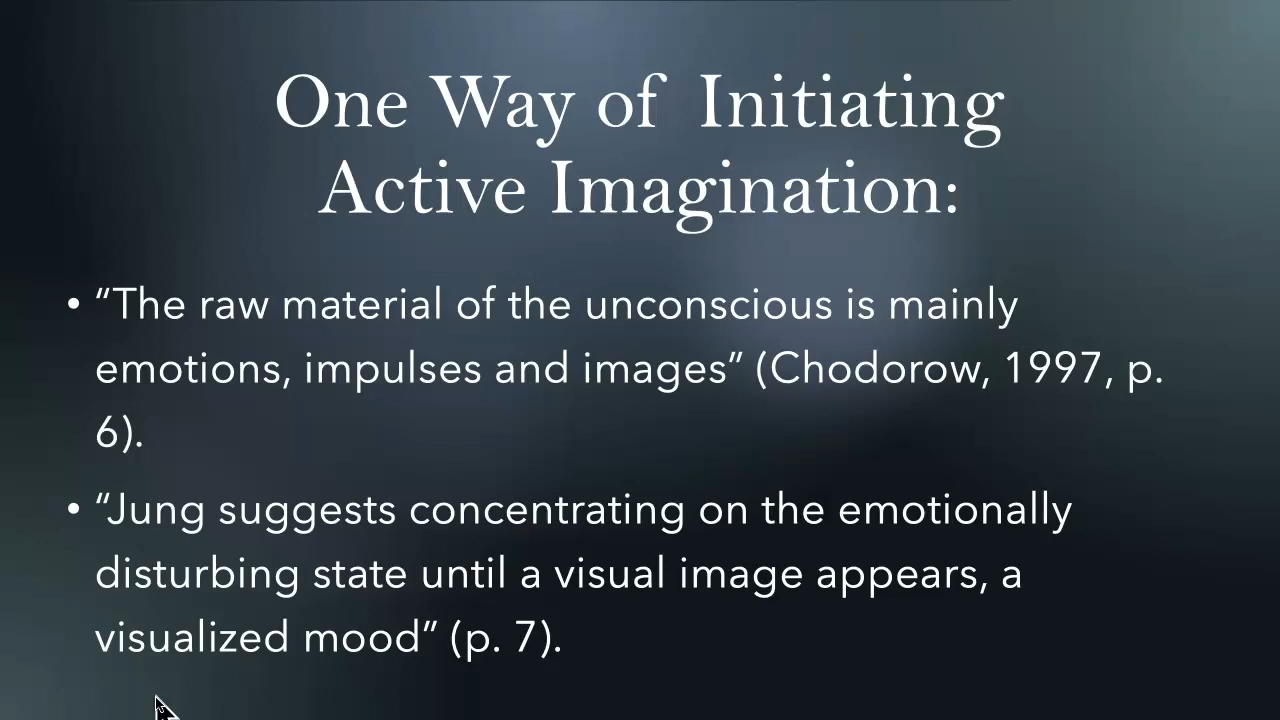 One Way of  Initiating
Active Imagination:
• “The raw material of the unconscious is mainly
emotions, impulses and images” (Chodorow, 1997, p.
6).
• “Jung suggests concentrating on the emotionally
disturbing state until a visual image appears, a
visualized mood” (p. 7).